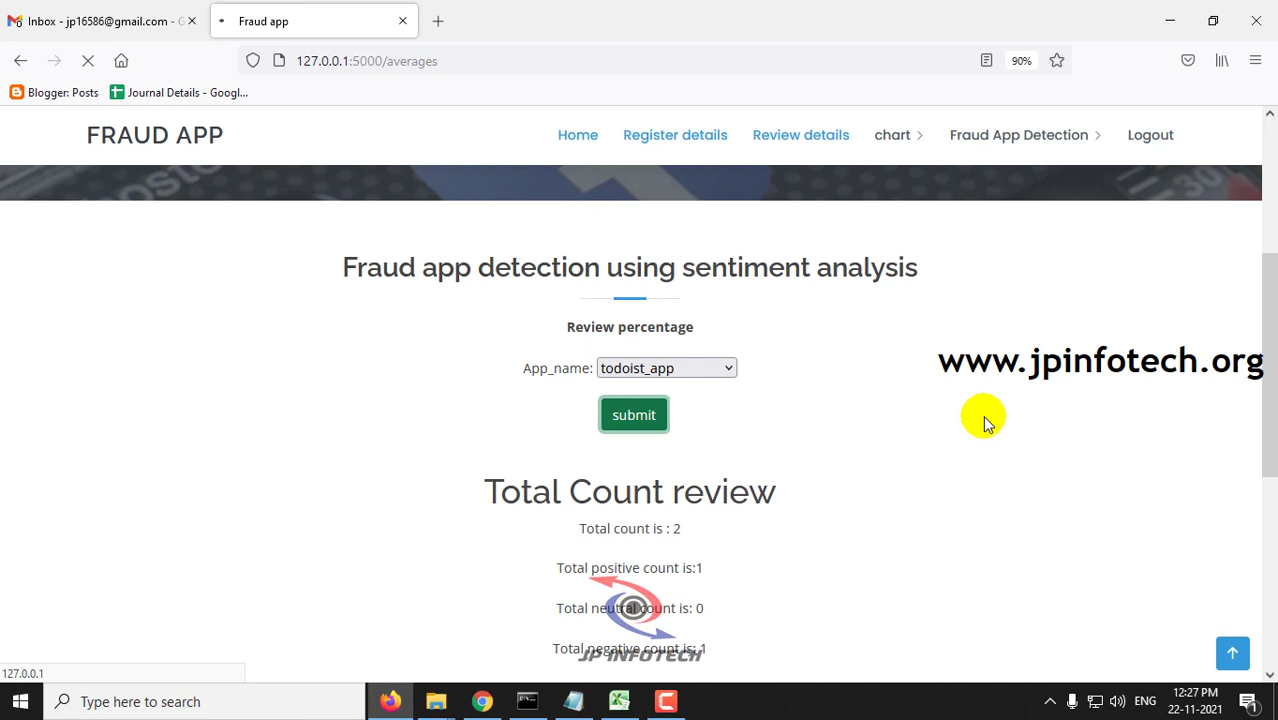 Inbox - jp16586@gmail.com - G
Fraud app
127.0.0.1:5000/averages
90%
Blogger: Posts
Journal Details - Googl...
FRAUD APP
Home
Register details
Review details
chart
Fraud App Detection
Logout
Fraud app detection using sentiment analysis
Review percentage
www.jpinfotech.org
App_name: todoist_app
submit
Total Count review
Total count is : 2
Total positive count is:1
Total neutral count is: 0
Total negative count is: 1
JP INFOTECH
127.0.0.1
Type here to search
ENG
12:27 PM
22-11-2021
1